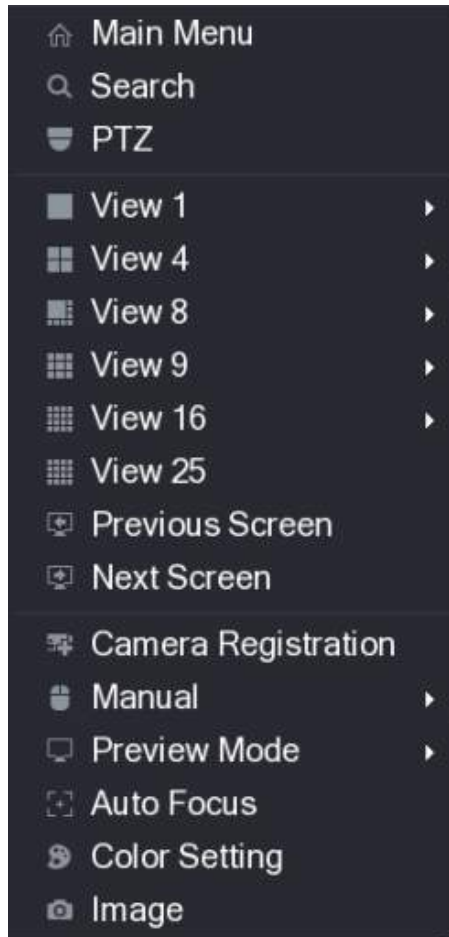 Main Menu
Search
PTZ
View 1
View 4
View 8
View 9
View 16
View 25
Previous Screen
Next Screen
Camera Registration
Manual
Preview Mode
Auto Focus
Color Setting
Image